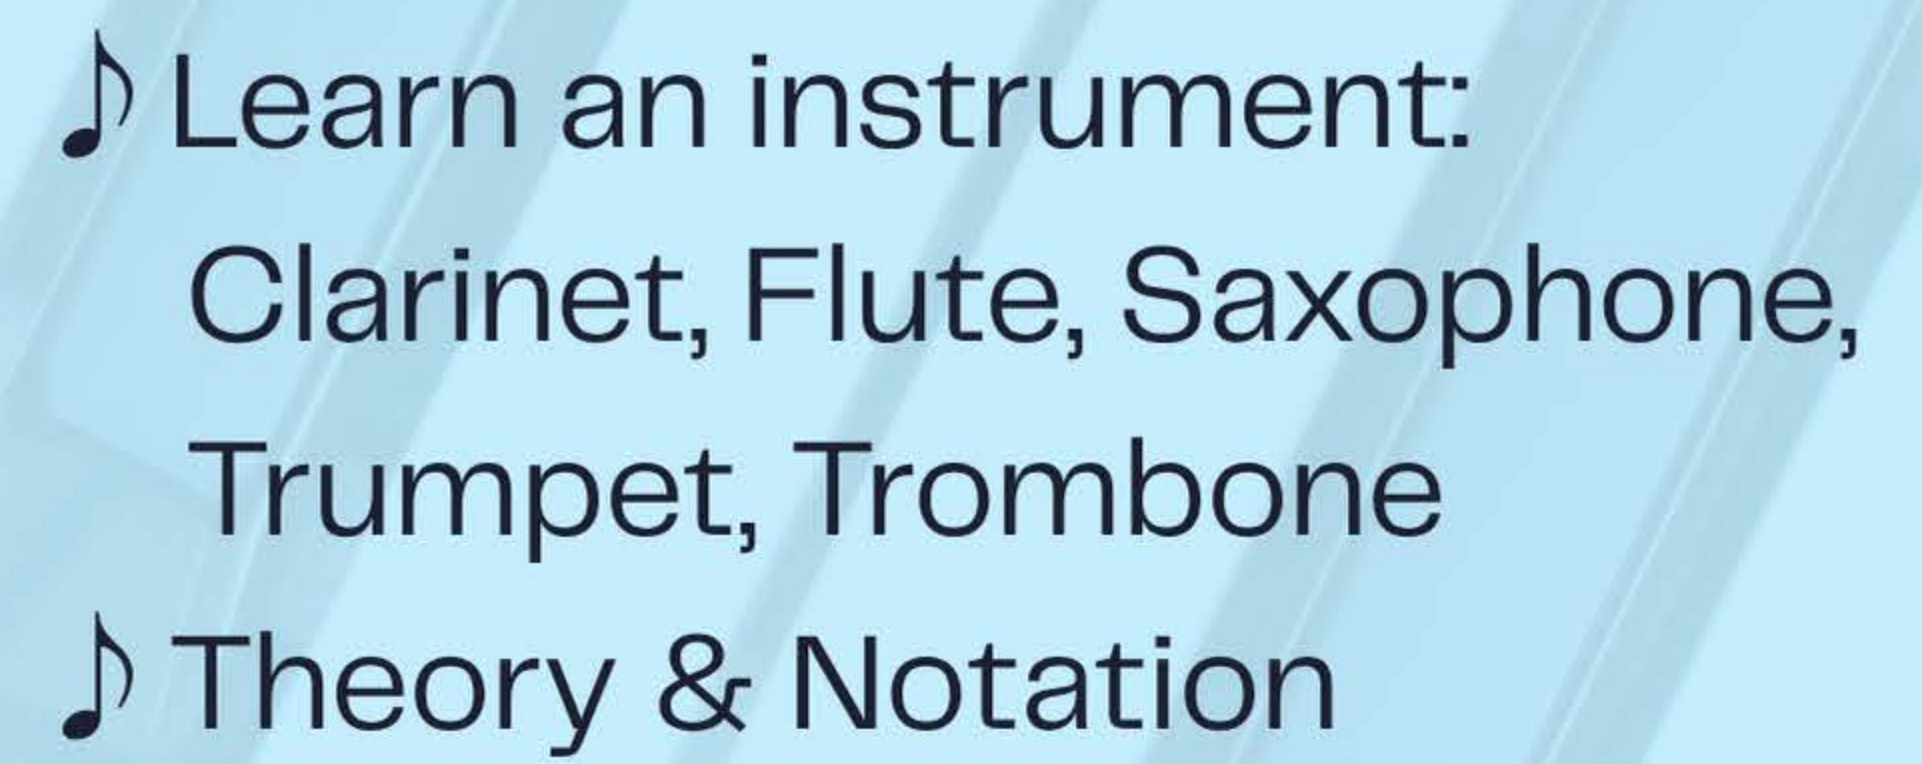 ♪ Learn an instrument:
Clarinet, Flute, Saxophone,
Trumpet, Trombone
♪ Theory & Notation